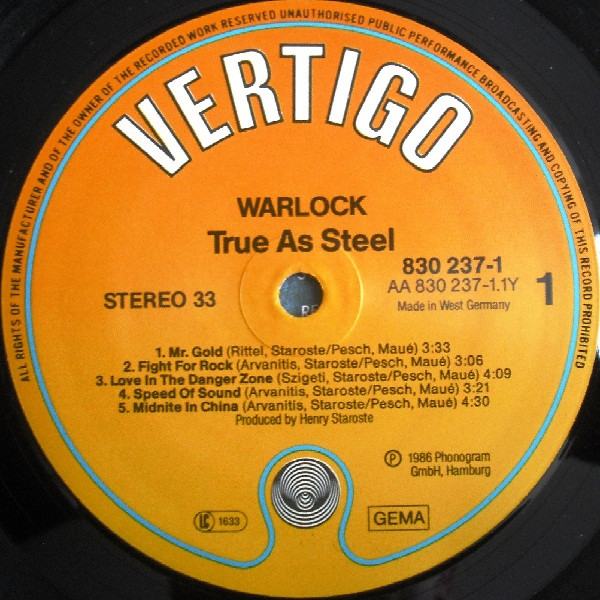 ALL RIGHTS OF THE MANUFACTURER AND OF THE OWNER OF THE RECORDED WORK RESERVED UNAUTHORISED PUBLIC PERFORMANCE BROADCASTING AND COPYING OF THIS RECORD PROHIBITED
VERTIGO
WARLOCK
True As Steel
830 237-1
AA 830 237-1.1Y
Made in West Germany
1
STEREO 33
1. Mr. Gold (Rittel, Staroste/Pesch, Maué) 3:33
2. Fight For Rock (Arvanitis, Staroste/Pesch, Maué) 3:06
3. Love In The Danger Zone (Szigeti, Staroste/Pesch, Maué) 4:09
4. Speed Of Sound (Arvanitis, Staroste/Pesch, Maué) 3:21
5. Midnite In China (Arvanitis, Staroste/Pesch, Maué) 4:30
Produced by Henry Staroste
Ⓟ 1986 Phonogram
GmbH, Hamburg
LC 1633
GEMA